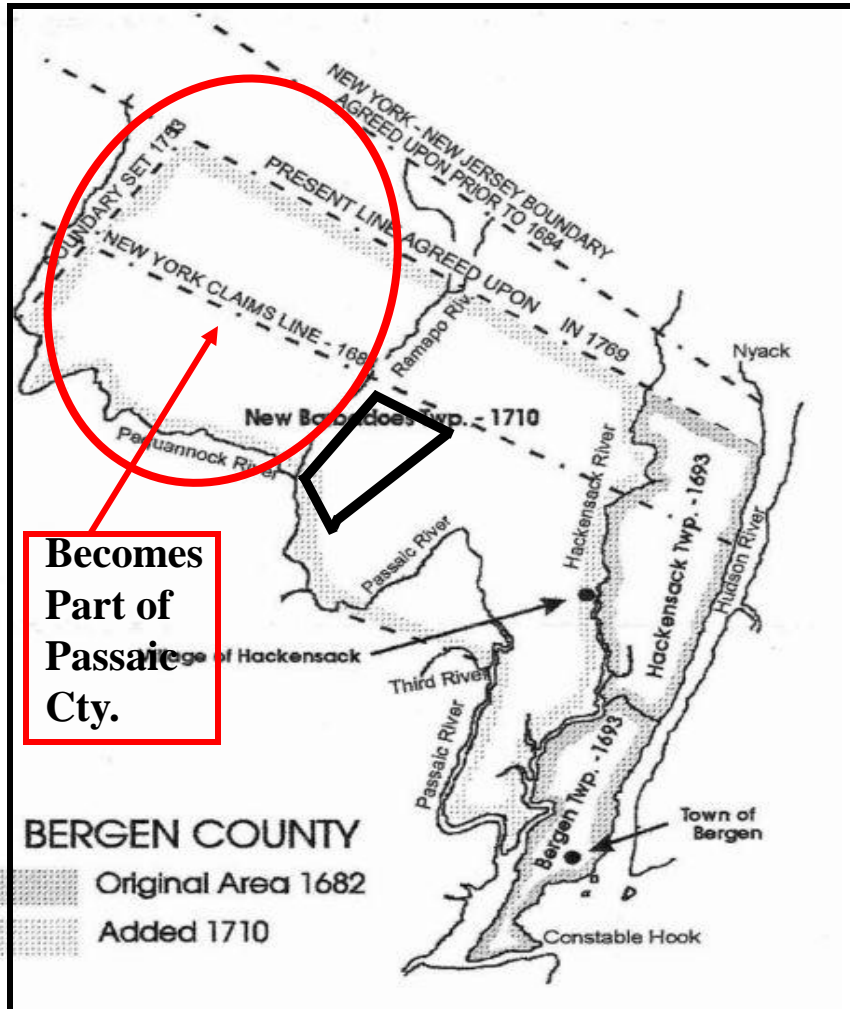 NEW YORK - NEW JERSEY BOUNDARY
AGREED UPON PRIOR TO 1684
BOUNDARY SET 1753
PRESENT LINE AGREED UPON IN 1769
NEW YORK CLAIMS LINE - 168
Ramapo Riv.
Nyack
New Barbadoes Twp. - 1710
Paquannock River
Hackensack River
Hackensack Twp. -1693
Hudson River
Passaic River
Becomes
Part of
Passaic
Cty.
Village of Hackensack
Third River
Passaic River
Bergen Twp. -1693
Town of
Bergen
BERGEN COUNTY
Original Area 1682
Added 1710
Constable Hook